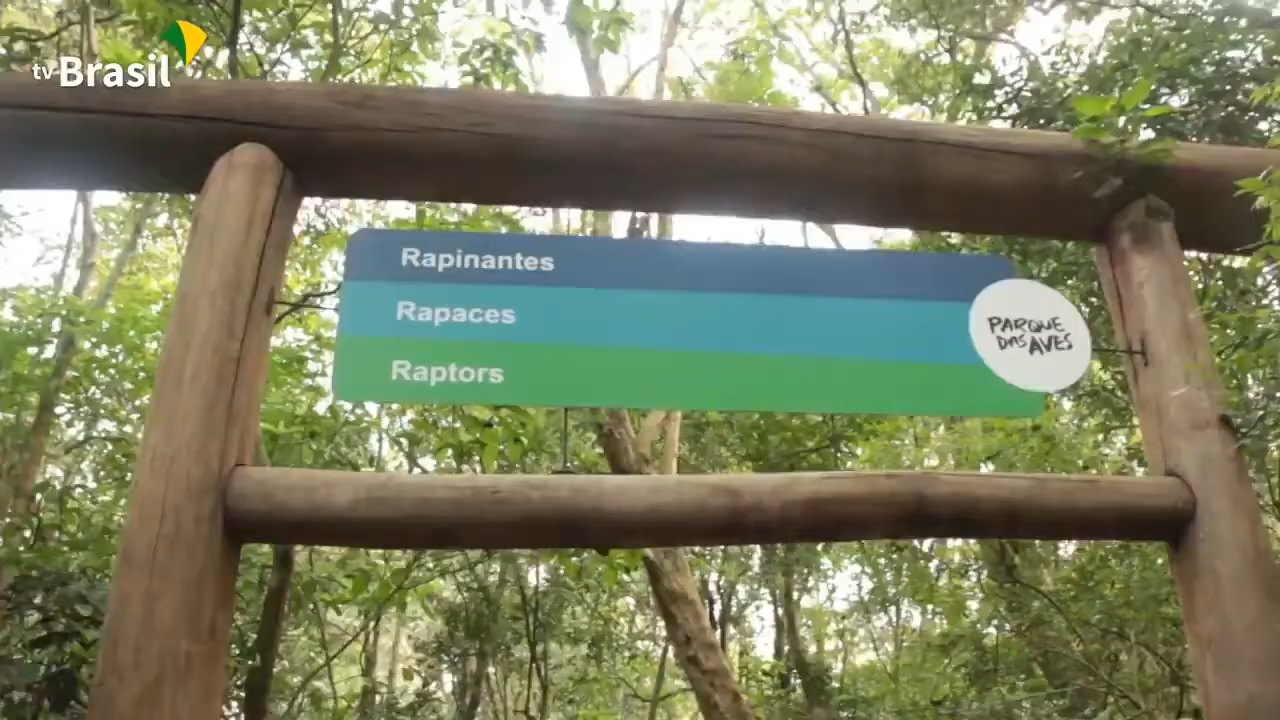 tvBrasil
Rapinantes
Rapaces
Raptors
PARQUE
DAS AVES